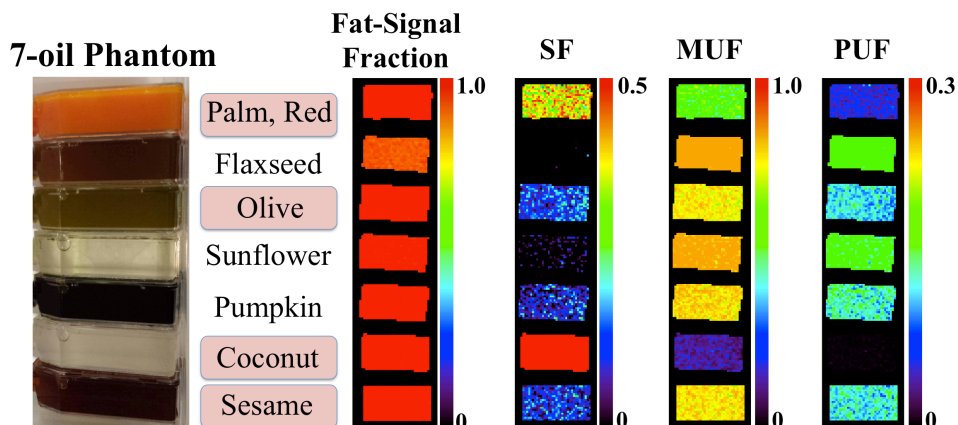 7-oil Phantom
Fat-Signal
Fraction
SF
MUF
PUF
1.0
0.5
1.0
0.3
Palm, Red
Flaxseed
Olive
Sunflower
Pumpkin
Coconut
Sesame
0
0
0
0